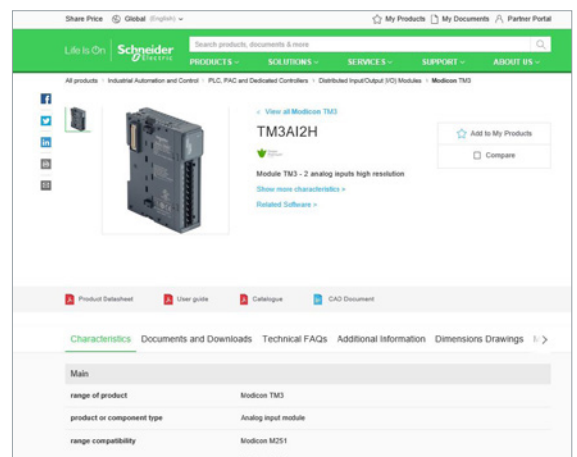 Share Price Global (English) My Products My Documents Partner Portal
Life Is On Schneider Electric
Search products, documents & more
PRODUCTS SOLUTIONS SERVICES SUPPORT ABOUT US
All products > Industrial Automation and Control > PLC, PAC and Dedicated Controllers > Distributed Input/Output (I/O) Modules > Modicon TM3
< View all Modicon TM3
TM3AI2H
Add to My Products
Compare
Module TM3 - 2 analog inputs high resolution
Show more characteristics >
Related Software >
Product Datasheet User guide Catalogue CAD Document
Characteristics Documents and Downloads Technical FAQs Additional Information Dimensions Drawings
Main
range of product Modicon TM3
product or component type Analog input module
range compatibility Modicon M251